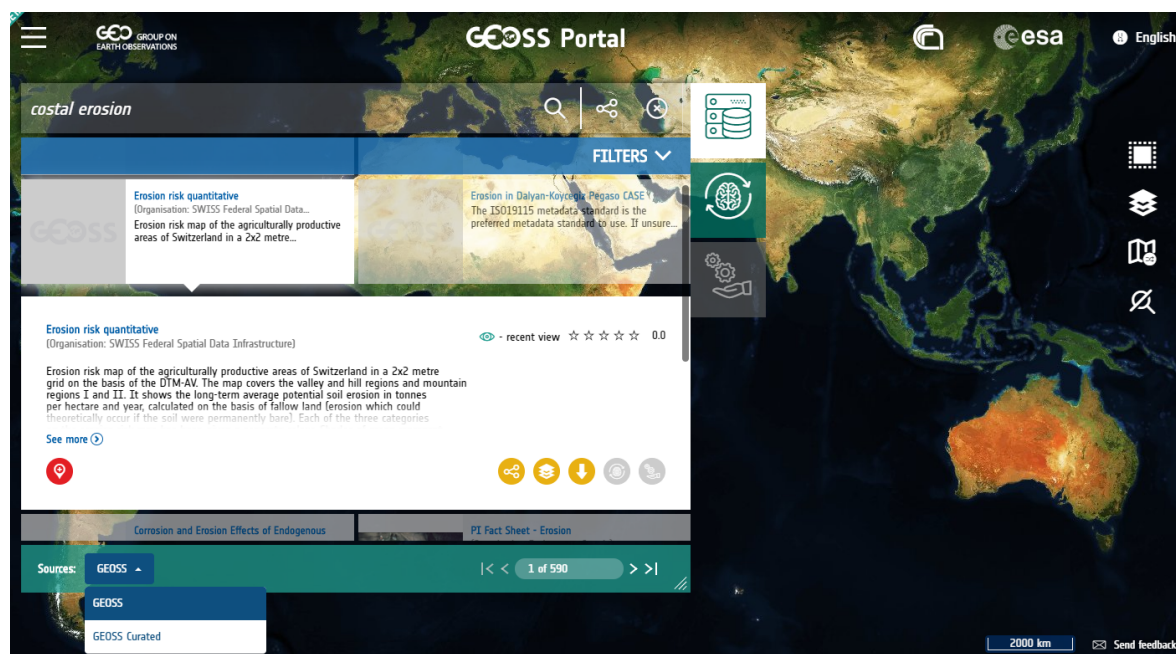 GEO GROUP ON
EARTH OBSERVATIONS
GEOSS Portal
esa
English
costal erosion
FILTERS
GEOSS
Erosion risk quantitative
(Organisation: SWISS Federal Spatial Data...
Erosion risk map of the agriculturally productive
areas of Switzerland in a 2x2 metre...
Erosion in Dalyan-Koycegiz Pegaso CASE
The ISO19115 metadata standard is the
preferred metadata standard to use. If unsure...
Erosion risk quantitative
(Organisation: SWISS Federal Spatial Data Infrastructure)
- recent view
0.0
Erosion risk map of the agriculturally productive areas of Switzerland in a 2x2 metre
grid on the basis of the DTM-AV. The map covers the valley and hill regions and mountain
regions I and II. It shows the long-term average potential soil erosion in tonnes
per hectare and year, calculated on the basis of fallow land (erosion which could
theoretically occur if the soil were permanently bare). Each of the three categories
See more
Corrosion and Erosion Effects of Endogenous
PI Fact Sheet - Erosion
Sources:
GEOSS
1 of 590
GEOSS
GEOSS Curated
2000 km
Send feedback